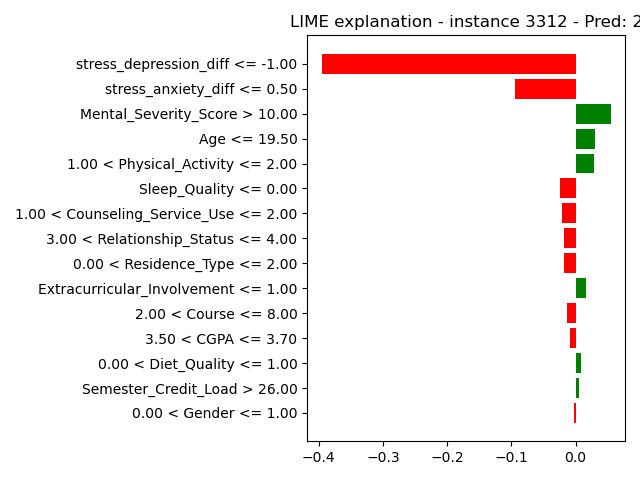 LIME explanation - instance 3312 - Pred: 2
stress_depression_diff <= -1.00
stress_anxiety_diff <= 0.50
Mental_Severity_Score > 10.00
Age <= 19.50
1.00 < Physical_Activity <= 2.00
Sleep_Quality <= 0.00
1.00 < Counseling_Service_Use <= 2.00
3.00 < Relationship_Status <= 4.00
0.00 < Residence_Type <= 2.00
Extracurricular_Involvement <= 1.00
2.00 < Course <= 8.00
3.50 < CGPA <= 3.70
0.00 < Diet_Quality <= 1.00
Semester_Credit_Load > 26.00
0.00 < Gender <= 1.00
−0.4 −0.3 −0.2 −0.1 0.0